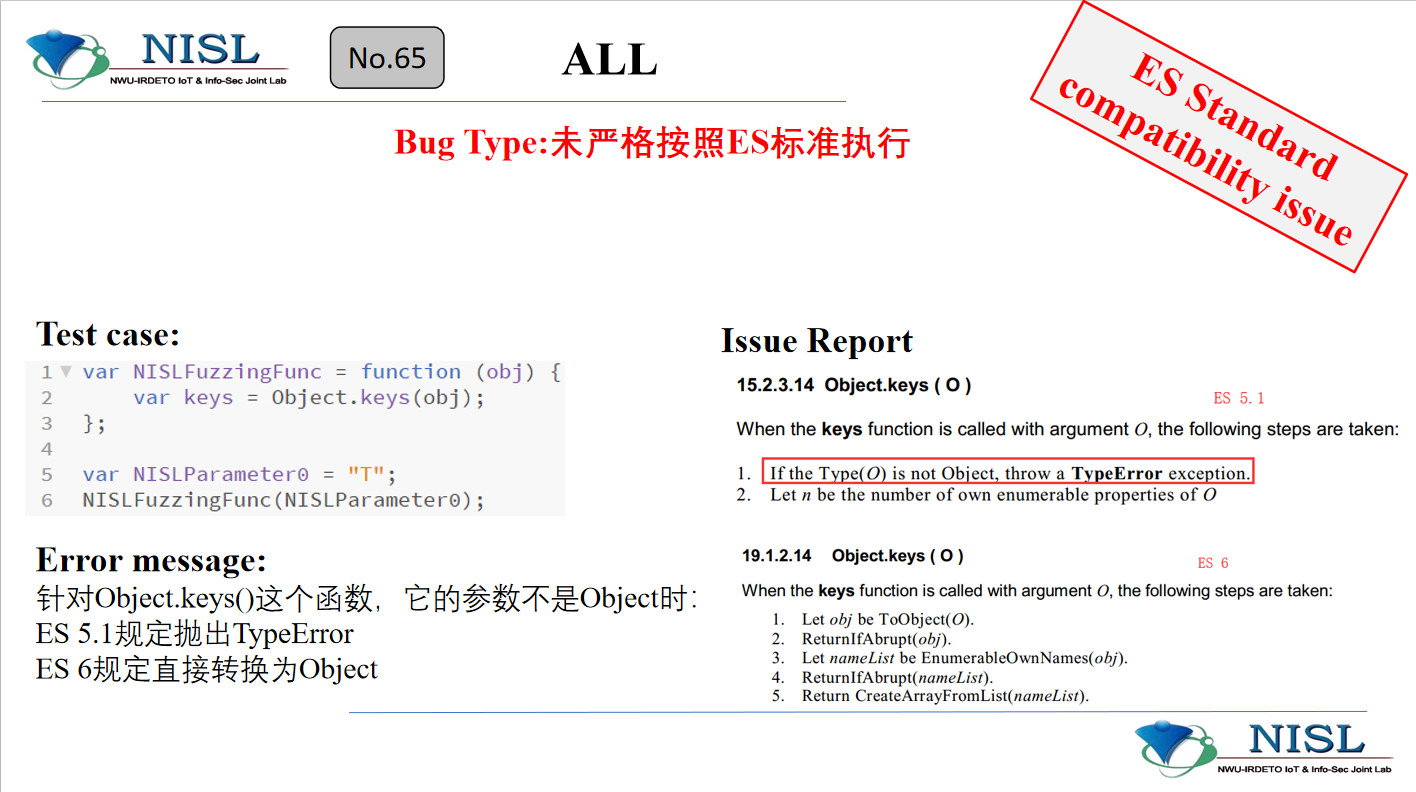 NISL
NWU-IRDETO IoT & Info-Sec Joint Lab
No.65
ALL
ES Standard
compatibility issue
Bug Type:未严格按照ES标准执行
Test case:
1 var NISLFuzzingFunc = function (obj) {
2 var keys = Object.keys(obj);
3 };
4
5 var NISLParameter0 = "T";
6 NISLFuzzingFunc(NISLParameter0);
Error message:
针对Object.keys()这个函数，它的参数不是Object时：
ES 5.1规定抛出TypeError
ES 6规定直接转换为Object
Issue Report
15.2.3.14 Object.keys ( O )
ES 5.1
When the keys function is called with argument O, the following steps are taken:
1. If the Type(O) is not Object, throw a TypeError exception.
2. Let n be the number of own enumerable properties of O
19.1.2.14 Object.keys ( O )
ES 6
When the keys function is called with argument O, the following steps are taken:
1. Let obj be ToObject(O).
2. ReturnIfAbrupt(obj).
3. Let nameList be EnumerableOwnNames(obj).
4. ReturnIfAbrupt(nameList).
5. Return CreateArrayFromList(nameList).
NISL
NWU-IRDETO IoT & Info-Sec Joint Lab